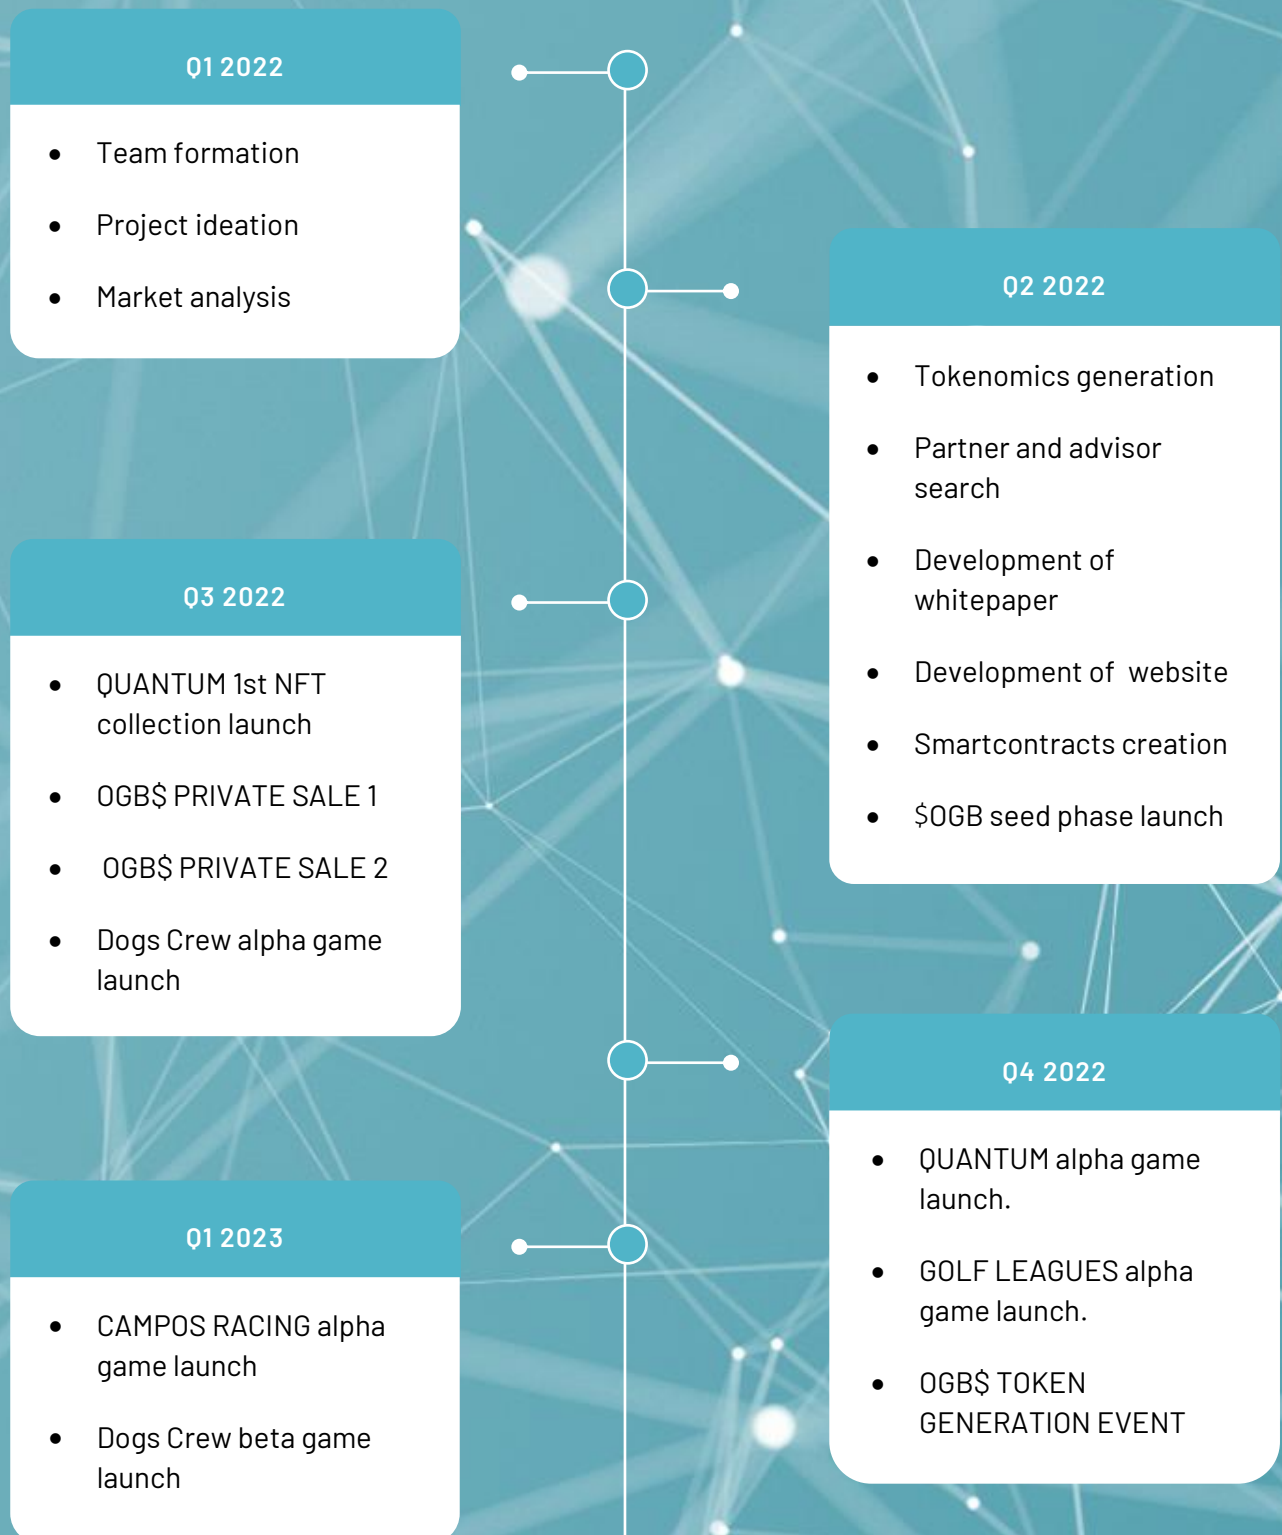 Q1 2022
• Team formation
• Project ideation
• Market analysis
Q2 2022
• Tokenomics generation
• Partner and advisor
search
• Development of
whitepaper
• Development of  website
• Smartcontracts creation
• $OGB seed phase launch
Q3 2022
• QUANTUM 1st NFT
collection launch
• OGB$ PRIVATE SALE 1
• OGB$ PRIVATE SALE 2
• Dogs Crew alpha game
launch
Q4 2022
• QUANTUM alpha game
launch.
• GOLF LEAGUES alpha
game launch.
• OGB$ TOKEN
GENERATION EVENT
Q1 2023
• CAMPOS RACING alpha
game launch
• Dogs Crew beta game
launch